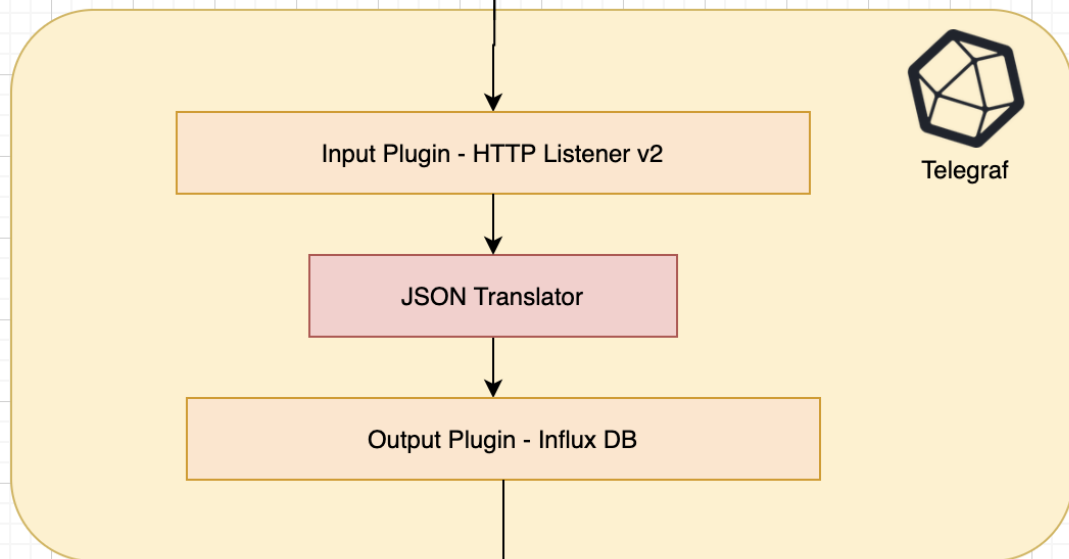 Input Plugin - HTTP Listener v2
Telegraf
JSON Translator
Output Plugin - Influx DB